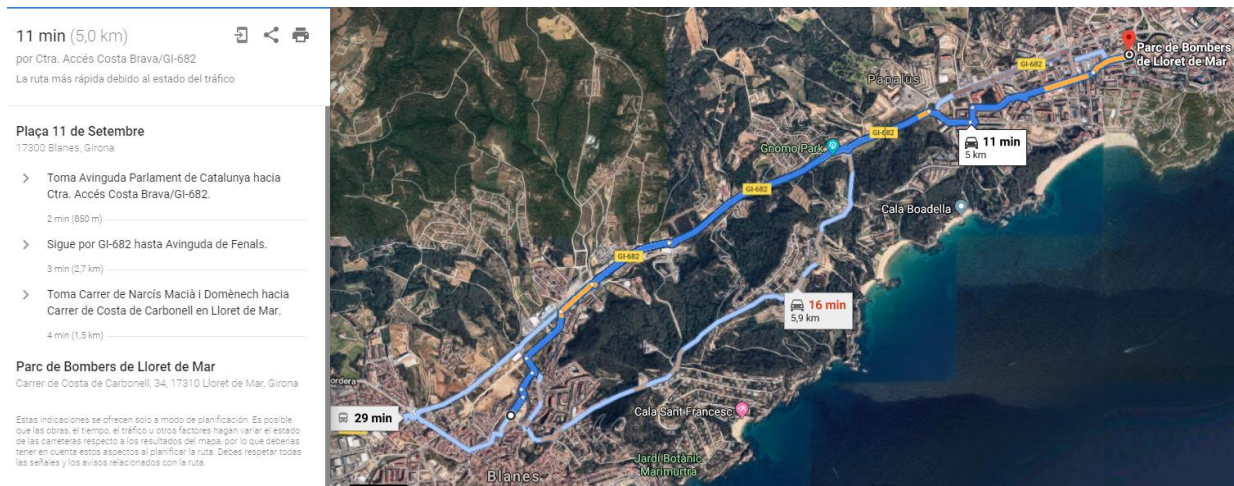 11 min (5,0 km)
por Ctra. Accés Costa Brava/GI-682
La ruta más rápida debido al estado del tráfico
Plaça 11 de Setembre
17300 Blanes, Girona
Toma Avinguda Parlament de Catalunya hacia
Ctra. Accés Costa Brava/GI-682.
2 min (850 m)
Sigue por GI-682 hasta Avinguda de Fenals.
3 min (2,7 km)
Toma Carrer de Narcís Macià i Domènech hacia
Carrer de Costa de Carbonell en Lloret de Mar.
4 min (1,5 km)
Parc de Bombers de Lloret de Mar
Carrer de Costa de Carbonell, 34, 17310 Lloret de Mar, Girona
Estas indicaciones se ofrecen solo a modo de planificación. Es posible
que las obras, el tiempo, el tráfico u otros factores hagan variar el estado
de las carreteras respecto a los resultados del mapa, por lo que deberías
tener en cuenta estos aspectos al planificar la ruta. Debes respetar todas
las señales y los avisos relacionados con la ruta.
Parc de Bombers
de Lloret de Mar
GI-682
Papalús
GI-682
11 min
5 km
Gnomo Park
GI-682
Cala Boadella
GI-682
16 min
5,9 km
ordera
29 min
Cala Sant Francesc
Jardí Botànic
Marimurtra
Blanes